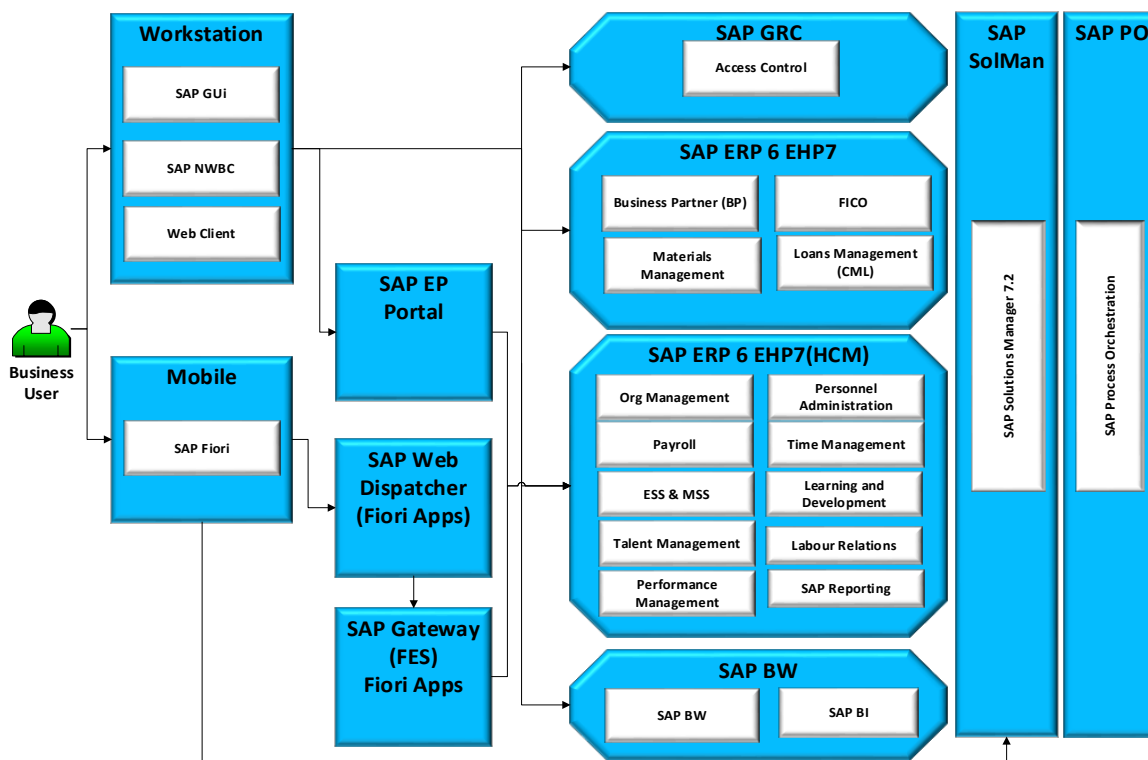 Workstation
SAP GUi
SAP NWBC
Web Client
Business
User
Mobile
SAP Fiori
SAP EP
Portal
SAP Web
Dispatcher
(Fiori Apps)
SAP Gateway
(FES)
Fiori Apps
SAP GRC
Access Control
SAP ERP 6 EHP7
Business Partner (BP)
FICO
Materials
Management
Loans Management
(CML)
SAP ERP 6 EHP7(HCM)
Org Management
Personnel
Administration
Payroll
Time Management
ESS & MSS
Learning and
Development
Talent Management
Labour Relations
Performance
Management
SAP Reporting
SAP BW
SAP BW
SAP BI
SAP
SolMan
SAP Solutions Manager 7.2
SAP PO
SAP Process Orchestration